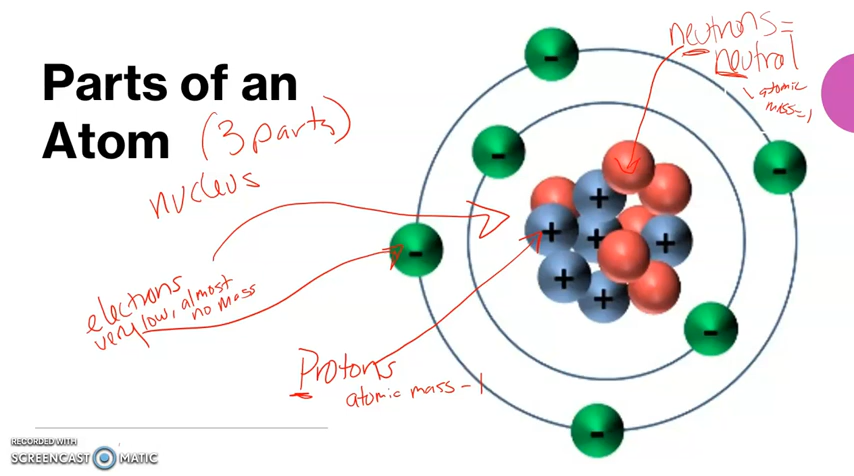 Parts of an
Atom (3 parts)
nucleus
neutrons =
neutral
atomic
mass = 1
electrons
very low, almost
no mass
Protons
atomic mass - 1
+
+
+
+
+
+
-
-
-
-
-
-
RECORDED WITH
SCREENCAST MATIC